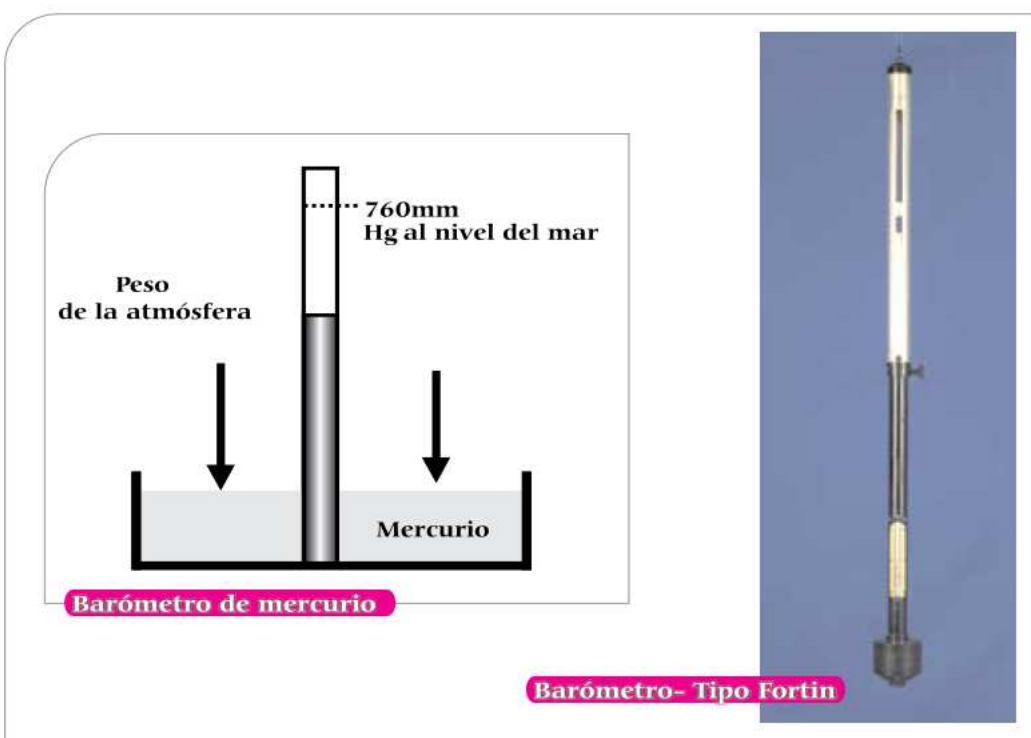 760mm
Hg al nivel del mar
Peso
de la atmósfera
Mercurio
Barómetro de mercurio
Barómetro- Tipo Fortin